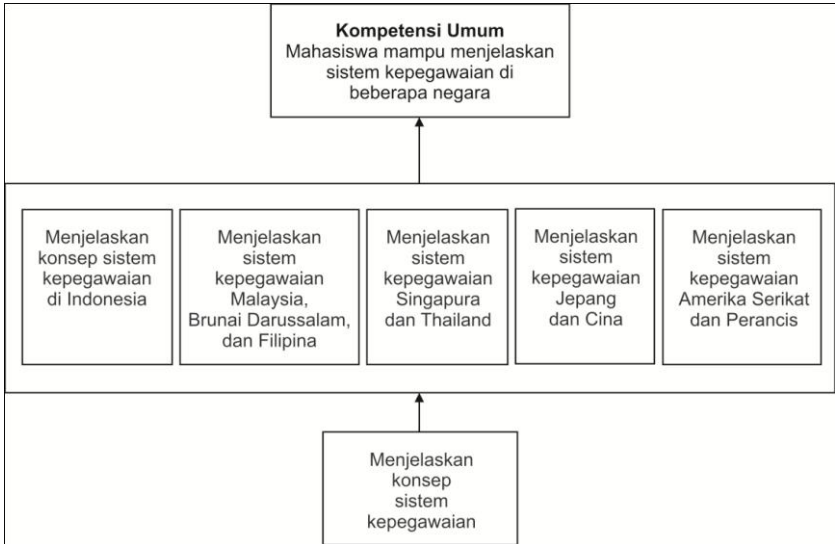 Kompetensi Umum
Mahasiswa mampu menjelaskan
sistem kepegawaian di
beberapa negara
Menjelaskan
konsep sistem
kepegawaian
di Indonesia
Menjelaskan
sistem
kepegawaian
Malaysia,
Brunai Darussalam,
dan Filipina
Menjelaskan
sistem
kepegawaian
Singapura
dan Thailand
Menjelaskan
sistem
kepegawaian
Jepang
dan Cina
Menjelaskan
sistem
kepegawaian
Amerika Serikat
dan Perancis
Menjelaskan
konsep
sistem
kepegawaian